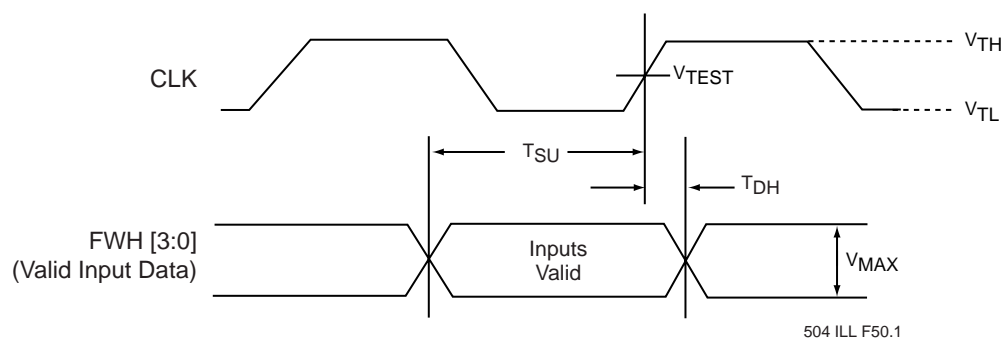 VTH
CLK
VTEST
VTL
TSU
TDH
FWH [3:0]
(Valid Input Data)
Inputs
Valid
VMAX
504 ILL F50.1